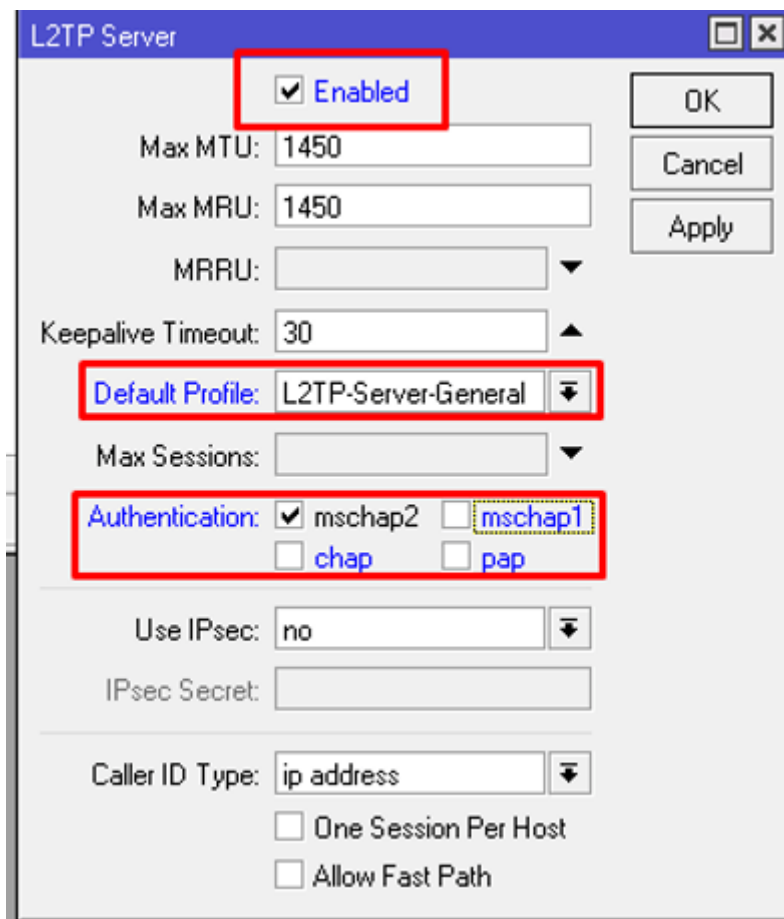 L2TP Server
Enabled
OK
Max MTU: 1450
Cancel
Max MRU: 1450
Apply
MRRU:
Keepalive Timeout: 30
Default Profile: L2TP-Server-General
Max Sessions:
Authentication: mschap2 mschap1
chap pap
Use IPsec: no
IPsec Secret:
Caller ID Type: ip address
One Session Per Host
Allow Fast Path